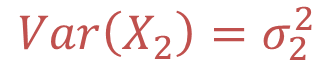 Var(X₂) = σ₂²